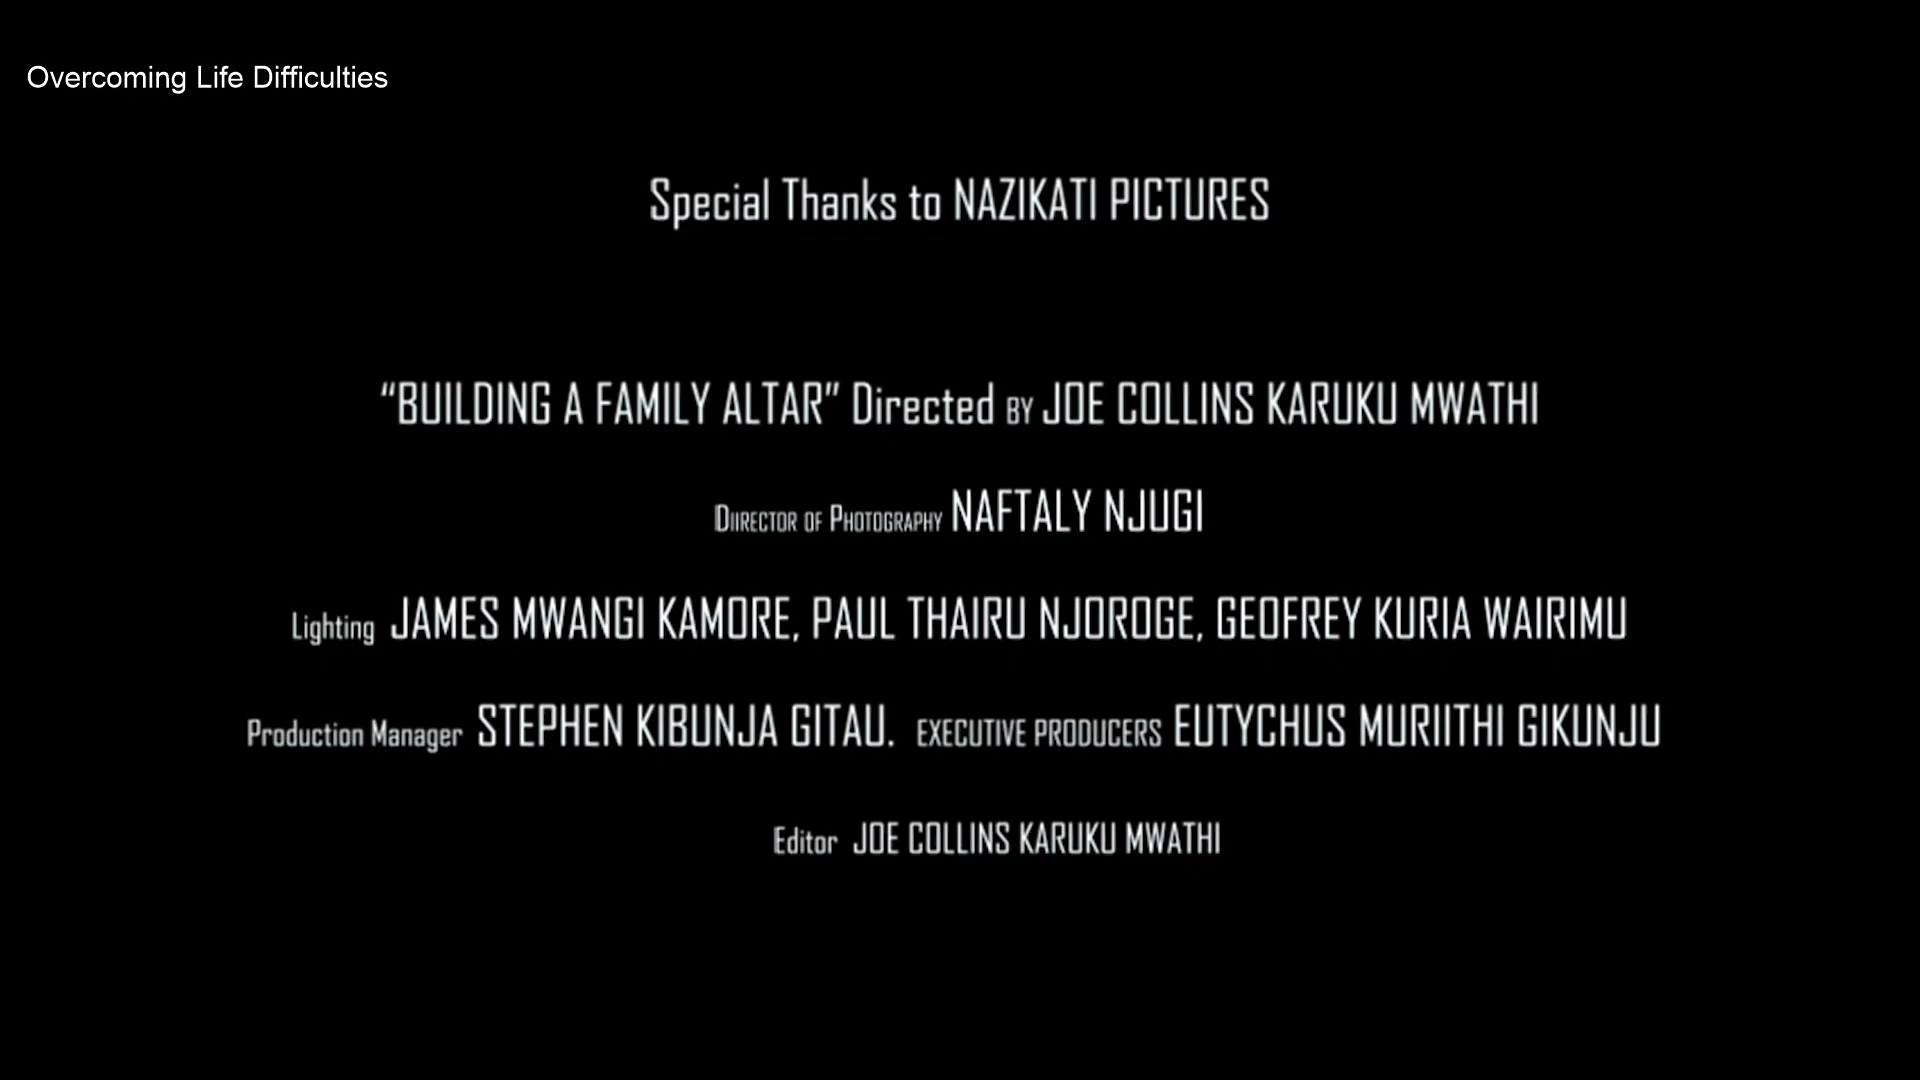 Overcoming Life Difficulties
Special Thanks to NAZIKATI PICTURES
“BUILDING A FAMILY ALTAR” Directed BY JOE COLLINS KARUKU MWATHI
DIIRECTOR OF PHOTOGRAPHY NAFTALY NJUGI
Lighting JAMES MWANGI KAMORE, PAUL THAIRU NJOROGE, GEOFREY KURIA WAIRIMU
Production Manager STEPHEN KIBUNJA GITAU. EXECUTIVE PRODUCERS EUTYCHUS MURIITHI GIKUNJU
Editor JOE COLLINS KARUKU MWATHI